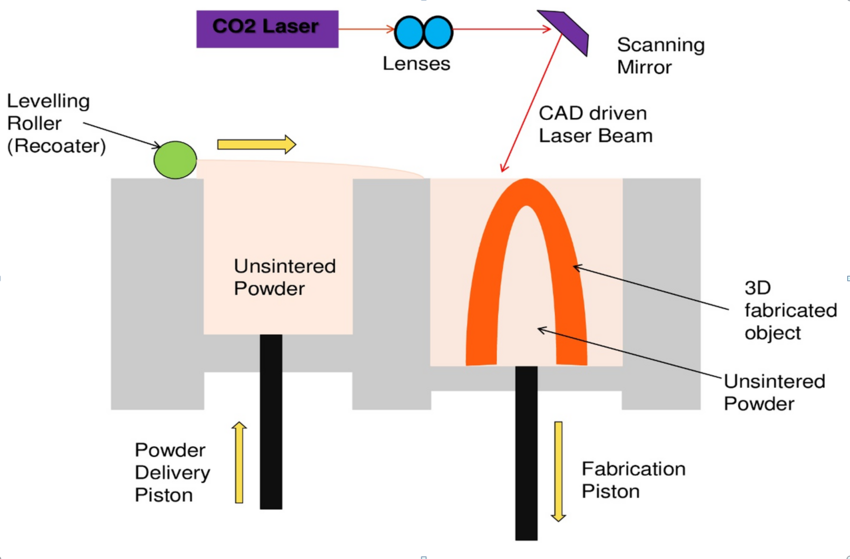 CO2 Laser
Lenses
Scanning
Mirror
Levelling
Roller
(Recoater)
CAD driven
Laser Beam
Unsintered
Powder
3D
fabricated
object
Unsintered
Powder
Powder
Delivery
Piston
Fabrication
Piston